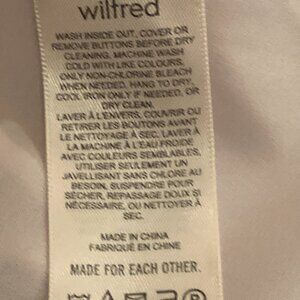 wilfred
WASH INSIDE OUT, COVER OR
REMOVE BUTTONS BEFORE DRY
CLEANING. MACHINE WASH
COLD WITH LIKE COLOURS,
ONLY NON-CHLORINE BLEACH
WHEN NEEDED. HANG TO DRY.
COOL IRON ONLY IF NEEDED, OR
DRY CLEAN.
LAVER À L'ENVERS, COUVRIR OU
RETIRER LES BOUTONS AVANT
LE NETTOYAGE À SEC. LAVER À
LA MACHINE À L'EAU FROIDE
AVEC COULEURS SEMBLABLES,
UTILISER SEULEMENT UN
JAVELLISANT SANS CHLORE AU
BESOIN, SUSPENDRE POUR
SÉCHER, REPASSAGE DOUX SI
NÉCESSAIRE, OU NETTOYER À
SEC.
MADE IN CHINA
FABRIQUÉ EN CHINE
MADE FOR EACH OTHER.